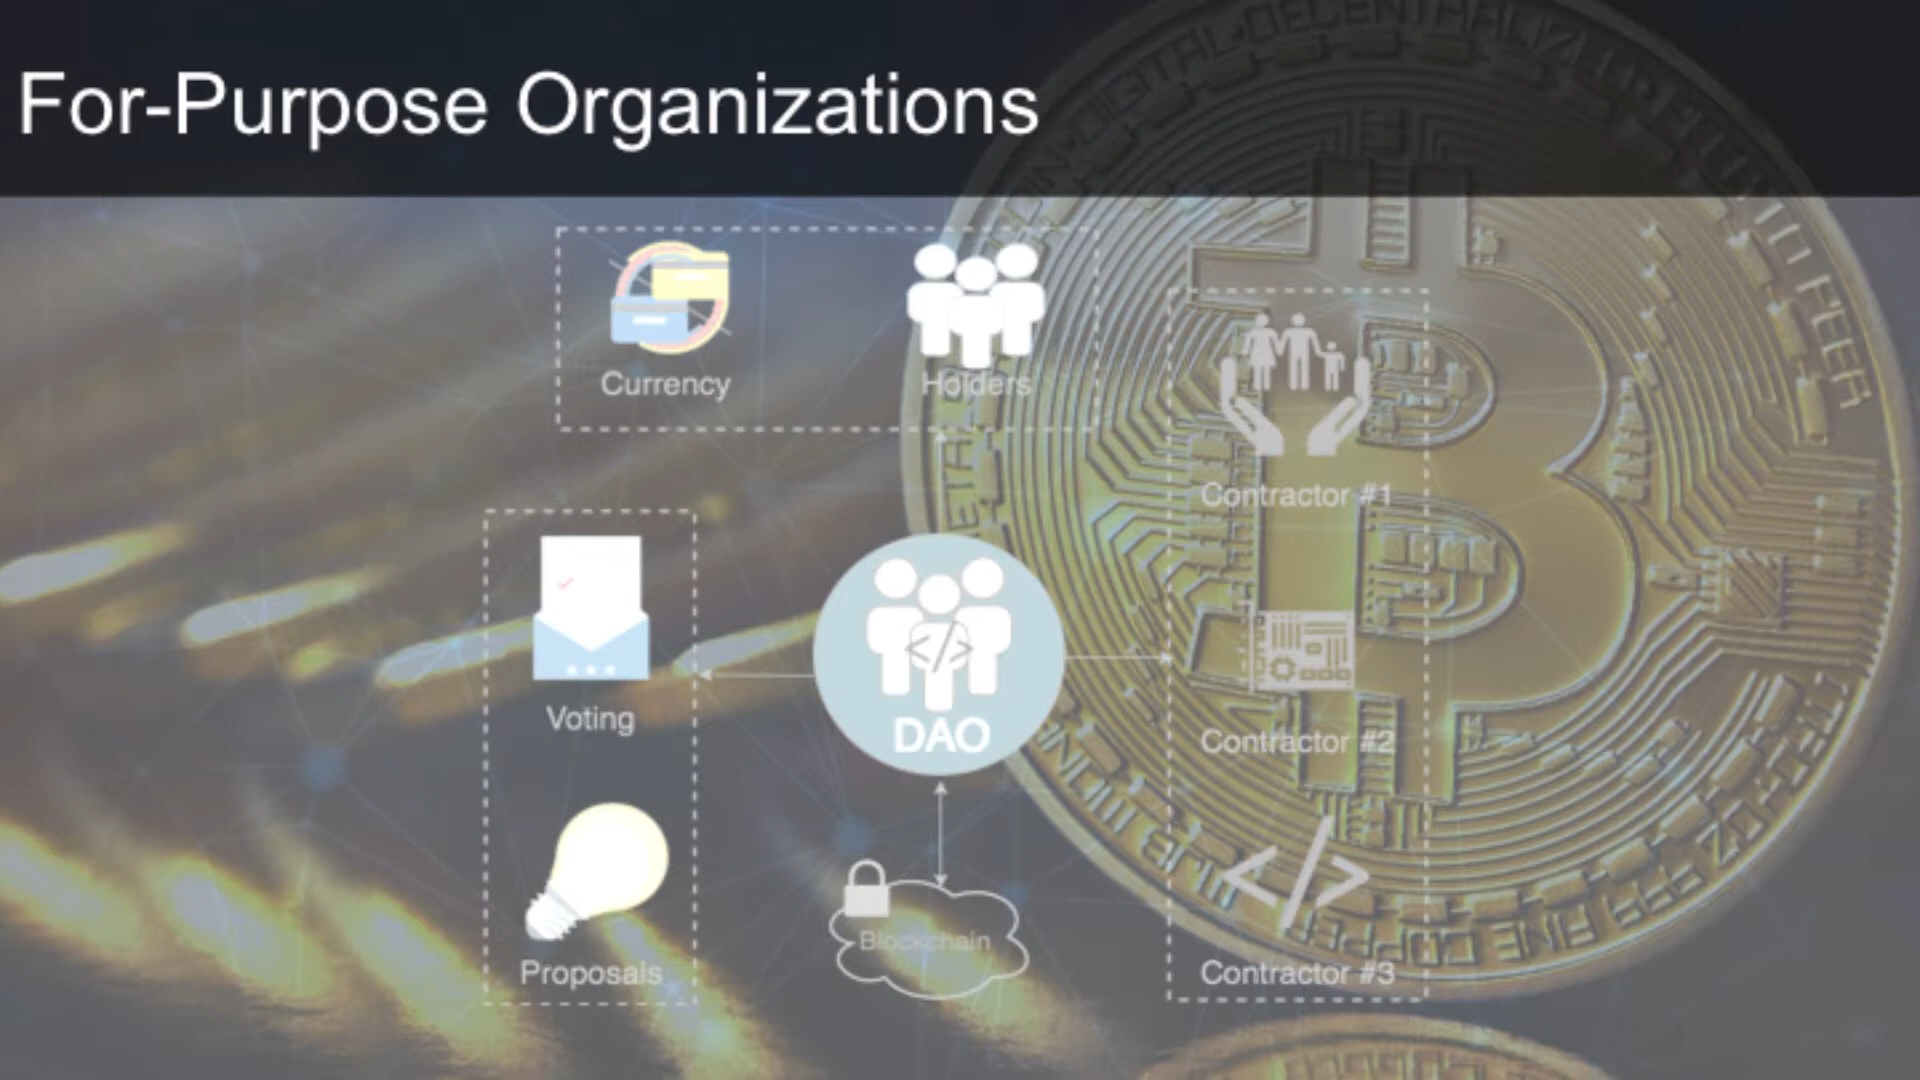 For-Purpose Organizations
Currency
Holders
Contractor #1
Voting
DAO
Contractor #2
Blockchain
Proposals
Contractor #3